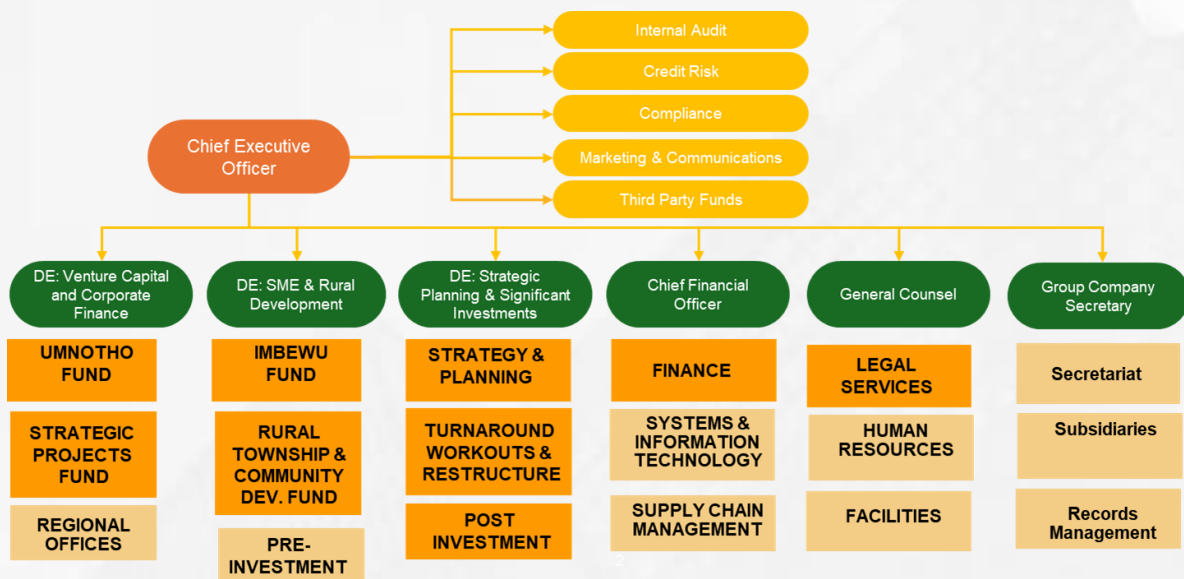 Internal Audit
Credit Risk
Compliance
Marketing & Communications
Third Party Funds
Chief Executive
Officer
DE: Venture Capital
and Corporate
Finance
DE: SME & Rural
Development
DE: Strategic
Planning & Significant
Investments
Chief Financial
Officer
General Counsel
Group Company
Secretary
UMNOTHO
FUND
STRATEGIC
PROJECTS
FUND
REGIONAL
OFFICES
IMBEWU
FUND
RURAL
TOWNSHIP &
COMMUNITY
DEV. FUND
PRE-
INVESTMENT
STRATEGY &
PLANNING
TURNAROUND
WORKOUTS &
RESTRUCTURE
POST
INVESTMENT
FINANCE
SYSTEMS &
INFORMATION
TECHNOLOGY
SUPPLY CHAIN
MANAGEMENT
LEGAL
SERVICES
HUMAN
RESOURCES
FACILITIES
Secretariat
Subsidiaries
Records
Management
2